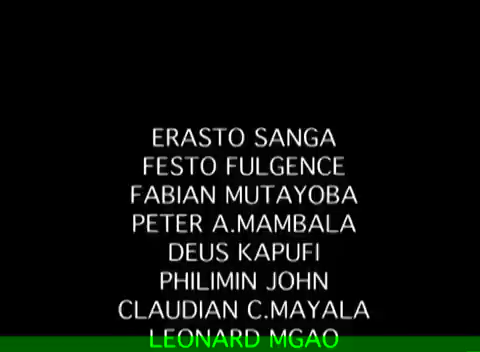 ERASTO SANGA
FESTO FULGENCE
FABIAN MUTAYOBA
PETER A.MAMBALA
DEUS KAPUFI
PHILIMIN JOHN
CLAUDIAN C.MAYALA
LEONARD MGAO